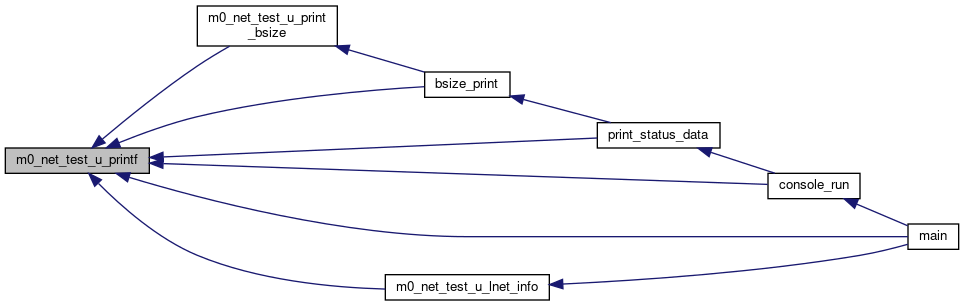 m0_net_test_u_print
_bsize
bsize_print
print_status_data
m0_net_test_u_printf
console_run
main
m0_net_test_u_lnet_info